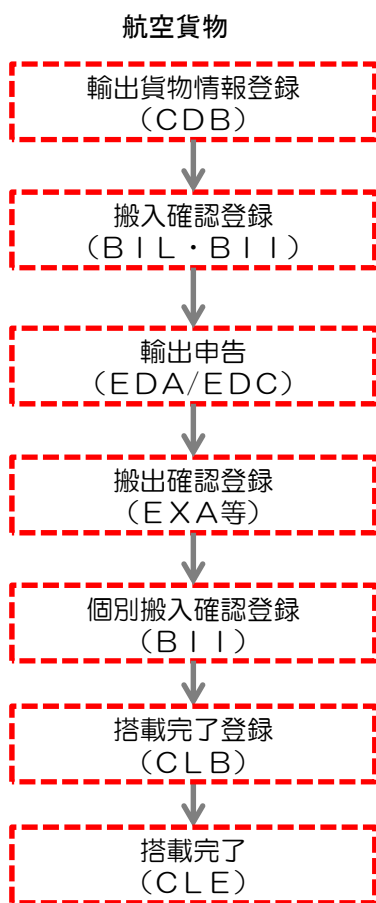 航空貨物
輸出貨物情報登録
（ＣＤＢ）
搬入確認登録
（ＢＩＬ・ＢＩＩ）
輸出申告
（ＥＤＡ/ＥＤＣ）
搬出確認登録
（ＥＸＡ等）
個別搬入確認登録
（ＢＩＩ）
搭載完了登録
（ＣＬＢ）
搭載完了
（ＣＬＥ）